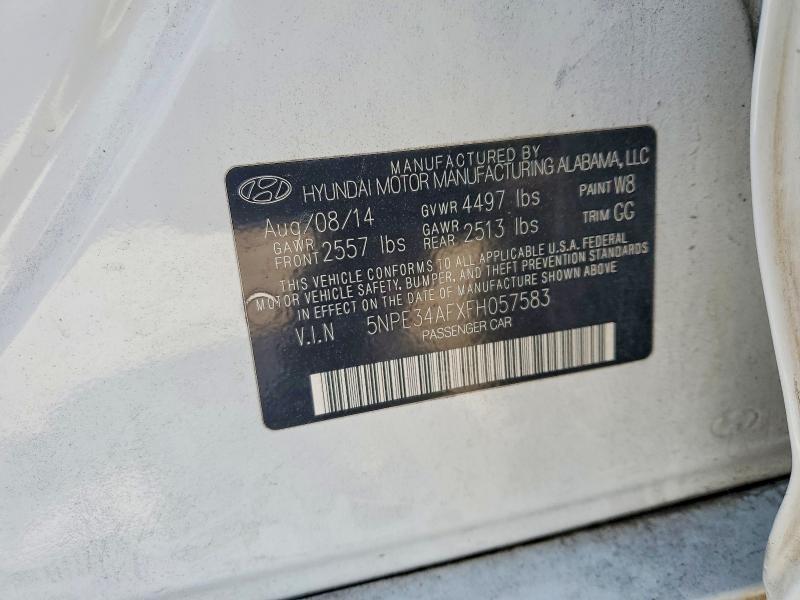 MANUFACTURED BY
HYUNDAI MOTOR MANUFACTURING ALABAMA, LLC
Aug/08/14 GVWR 4497 lbs PAINT W8
GAWR FRONT 2557 lbs GAWR REAR 2513 lbs TRIM GG
THIS VEHICLE CONFORMS TO ALL APPLICABLE U.S.A. FEDERAL
MOTOR VEHICLE SAFETY, BUMPER, AND THEFT PREVENTION STANDARDS
IN EFFECT ON THE DATE OF MANUFACTURE SHOWN ABOVE
V.I.N 5NPE34AFXFH057583
PASSENGER CAR